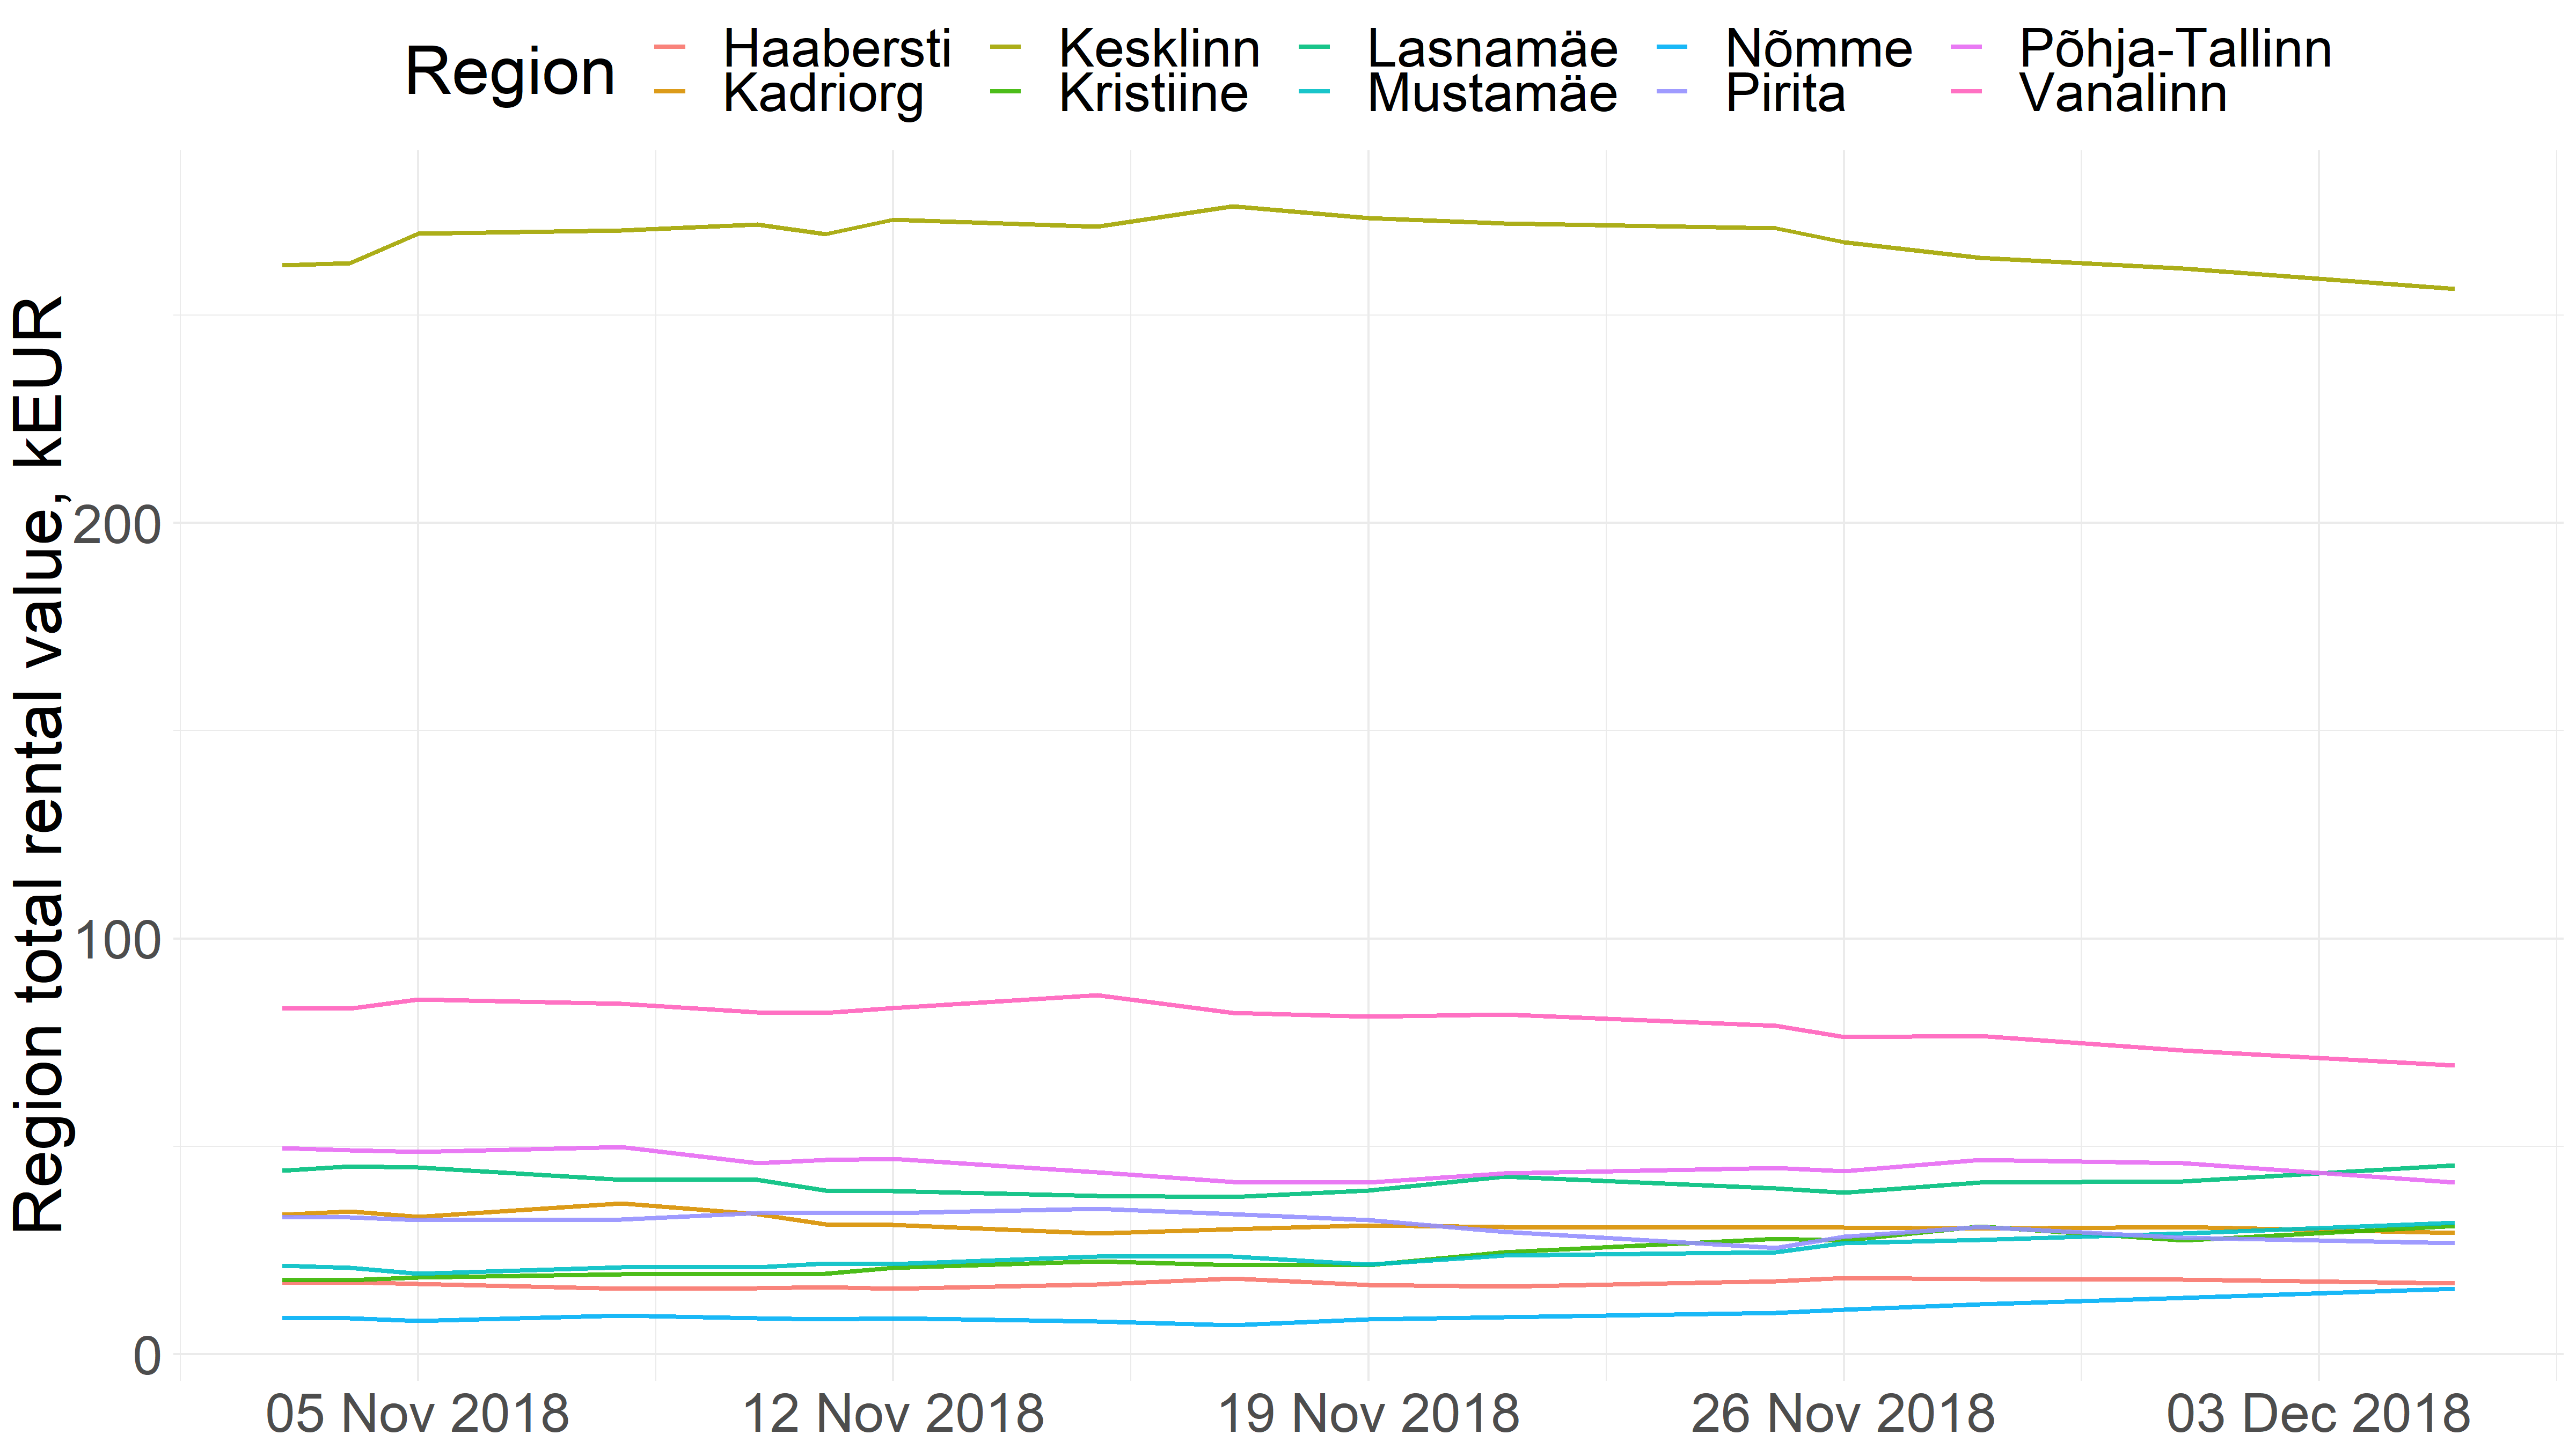 Region
Haabersti Kesklinn Lasnamäe Nõmme Põhja-Tallinn
Kadriorg Kristiine Mustamäe Pirita Vanalinn
Region total rental value, kEUR
200
100
0
05 Nov 2018 12 Nov 2018 19 Nov 2018 26 Nov 2018 03 Dec 2018